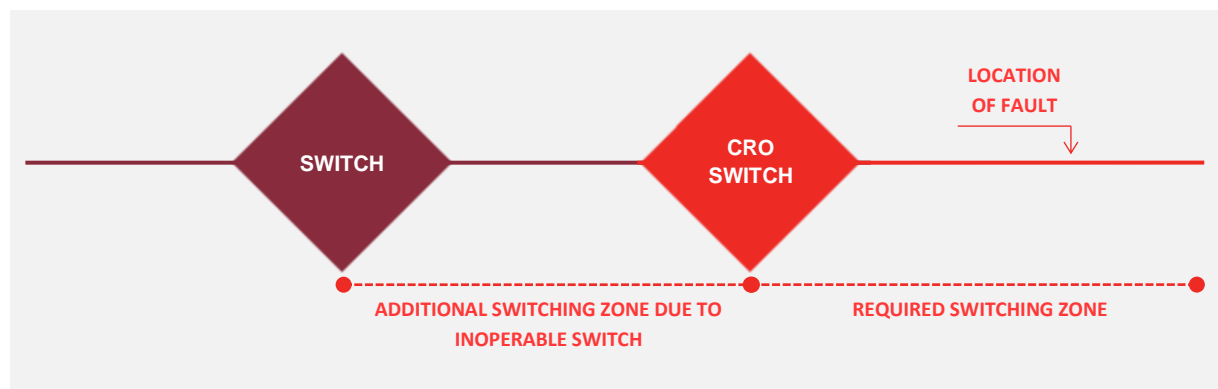 LOCATION
OF FAULT
SWITCH
CRO
SWITCH
ADDITIONAL SWITCHING ZONE DUE TO
INOPERABLE SWITCH
REQUIRED SWITCHING ZONE